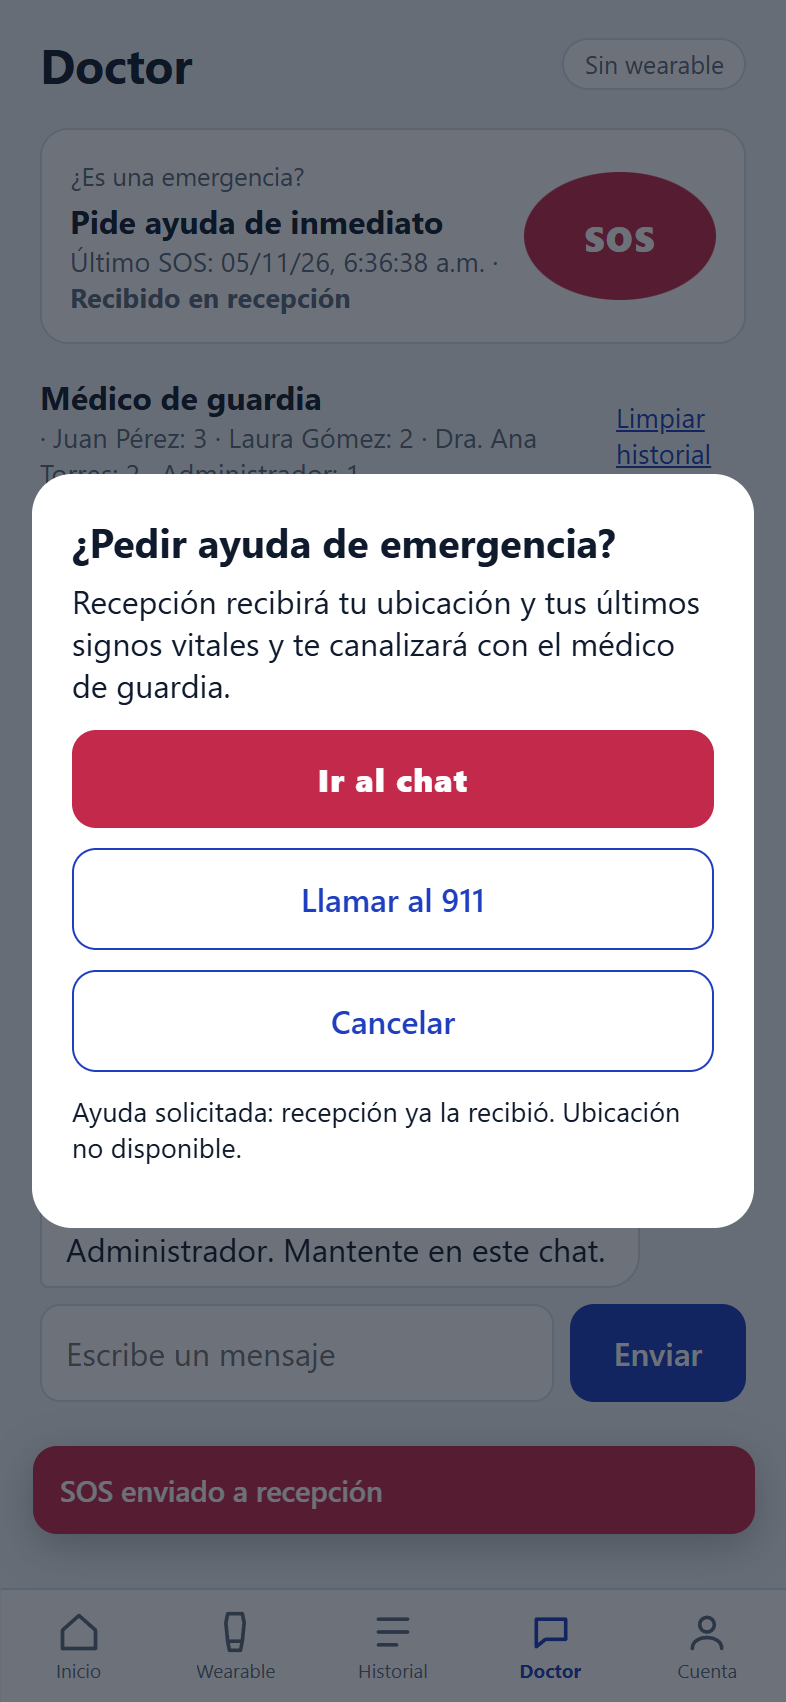 Doctor
Sin wearable
¿Es una emergencia?
Pide ayuda de inmediato
Último SOS: 05/11/26, 6:36:38 a.m. ·
Recibido en recepción
SOS
Médico de guardia
· Juan Pérez: 3 · Laura Gómez: 2 · Dra. Ana
Torres: 2 · Administrador: 1
Limpiar
historial
¿Pedir ayuda de emergencia?
Recepción recibirá tu ubicación y tus últimos
signos vitales y te canalizará con el médico
de guardia.
Ir al chat
Llamar al 911
Cancelar
Ayuda solicitada: recepción ya la recibió. Ubicación
no disponible.
Administrador. Mantente en este chat.
Escribe un mensaje
Enviar
SOS enviado a recepción
Inicio
Wearable
Historial
Doctor
Cuenta